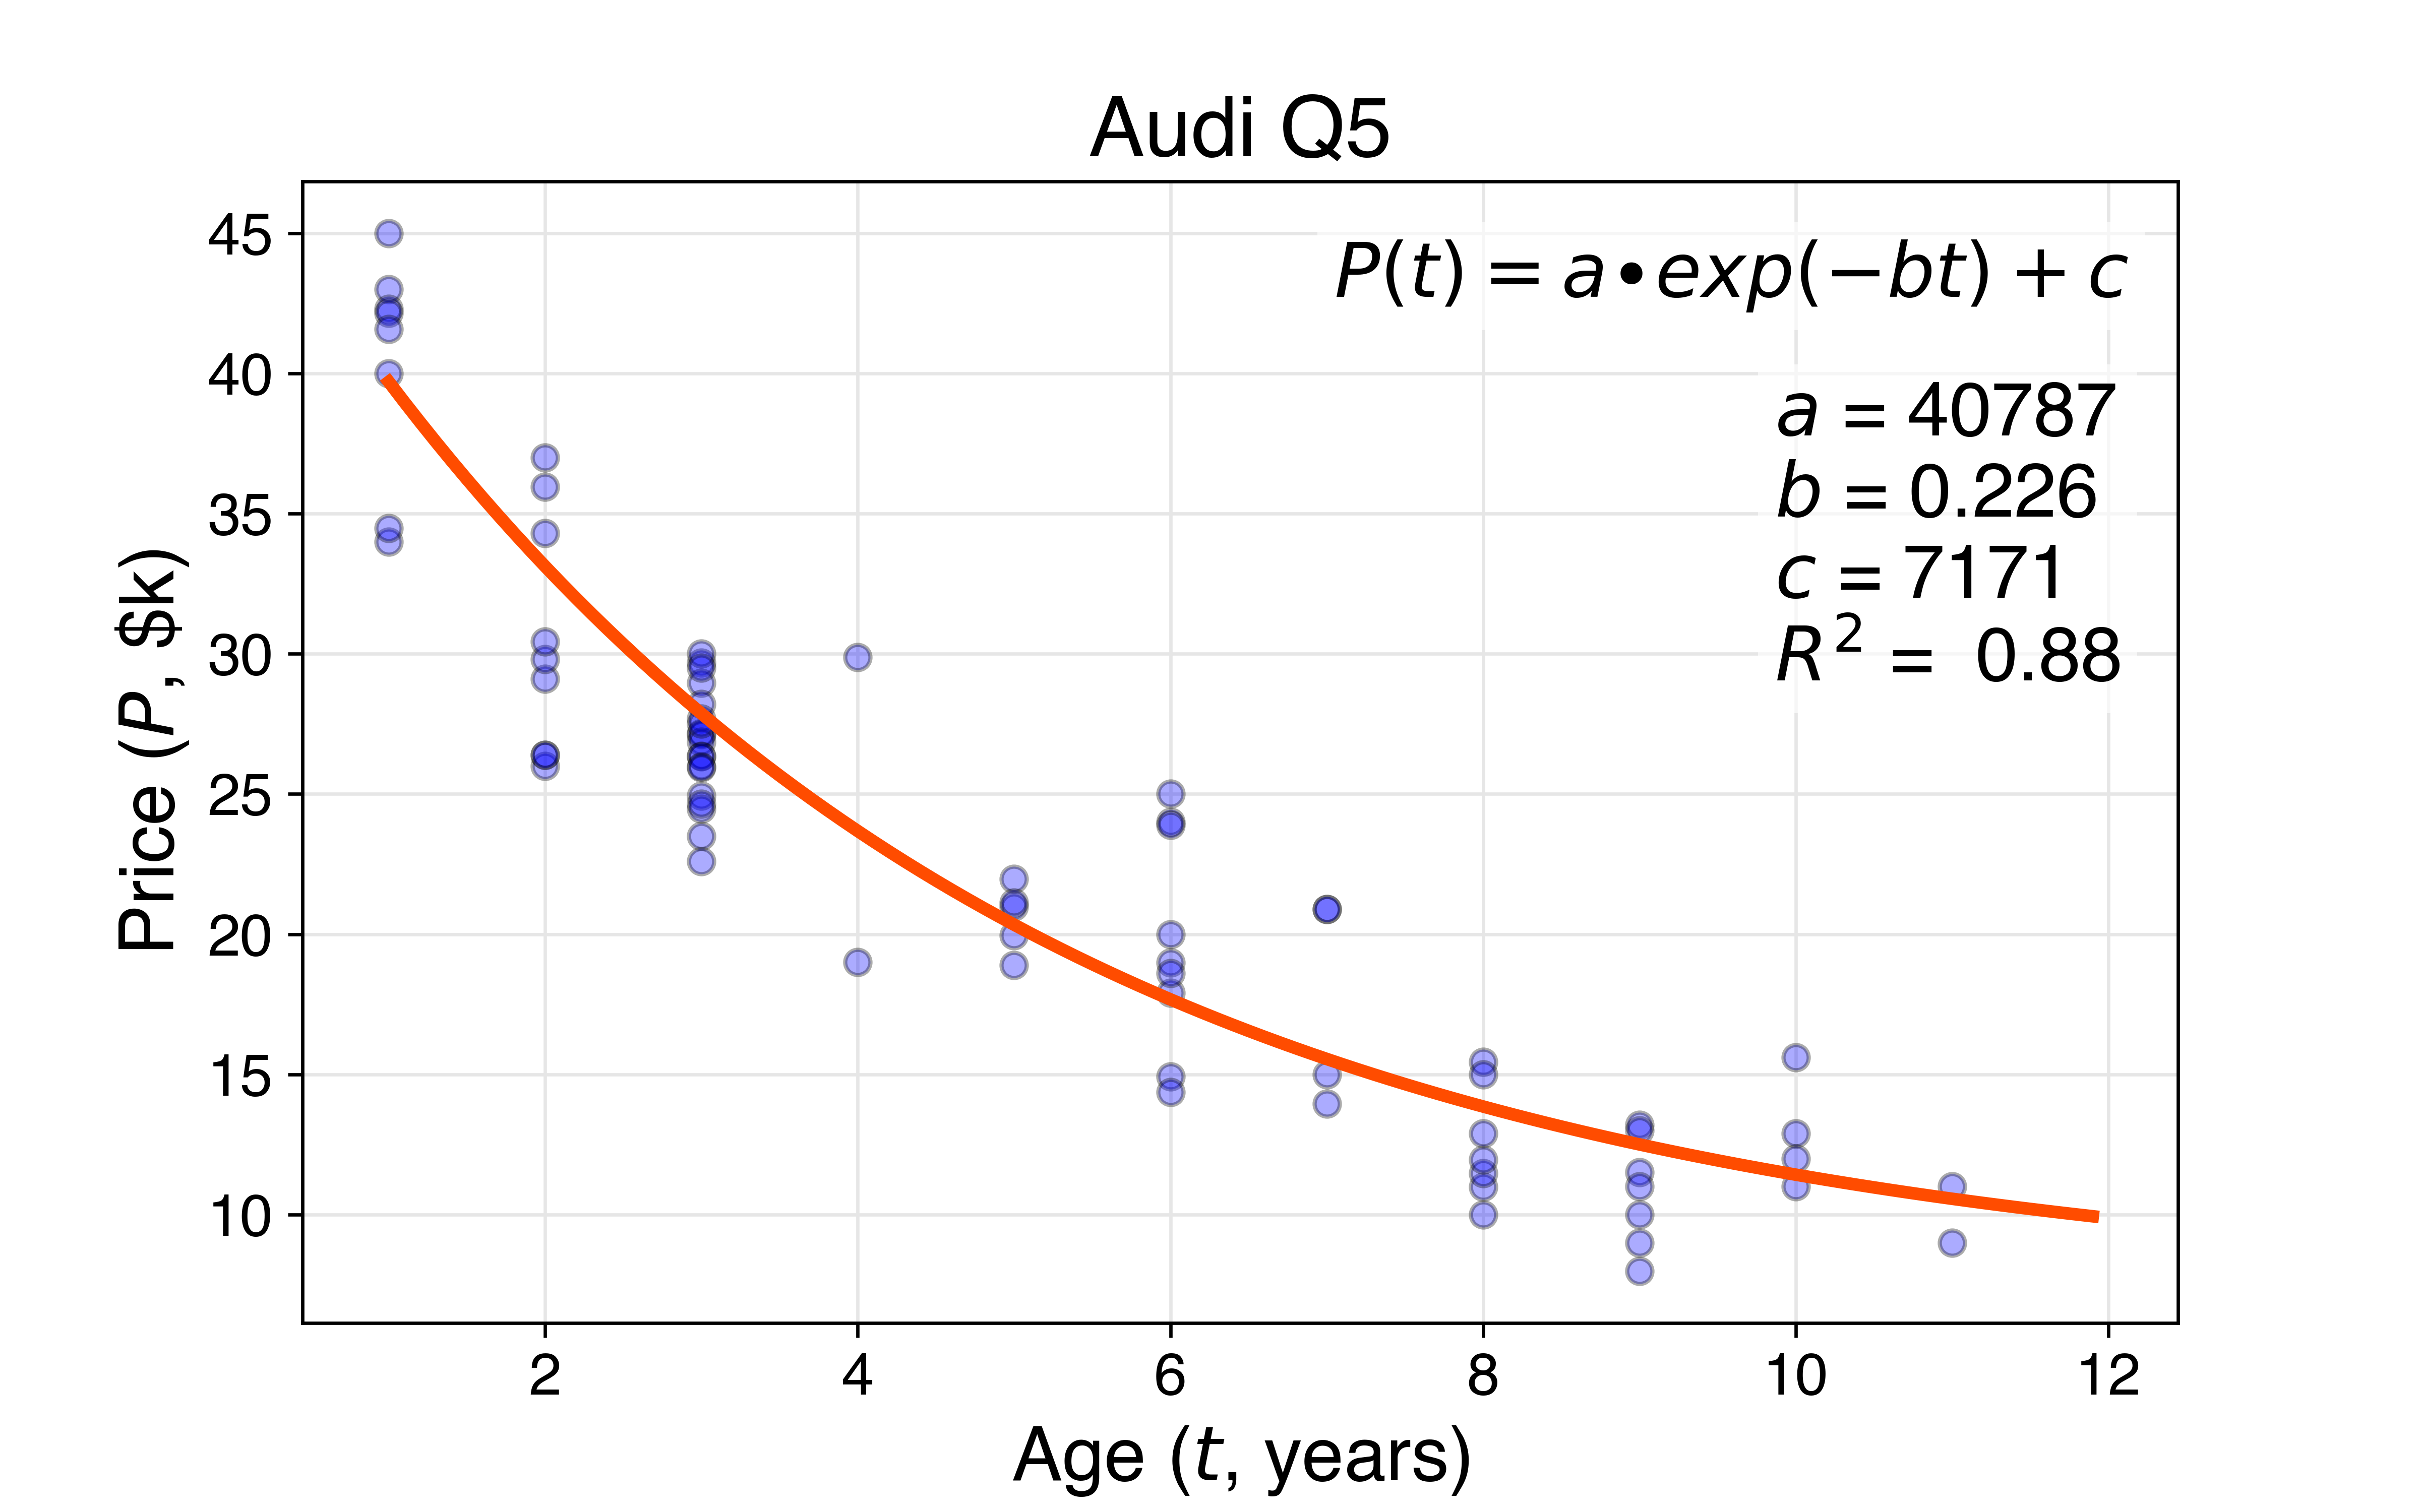 Audi Q5
P(t) = a•exp(−bt) + c
a = 40787
b = 0.226
c = 7171
R² = 0.88
Price (P, $k)
45
40
35
30
25
20
15
10
2 4 6 8 10 12
Age (t, years)